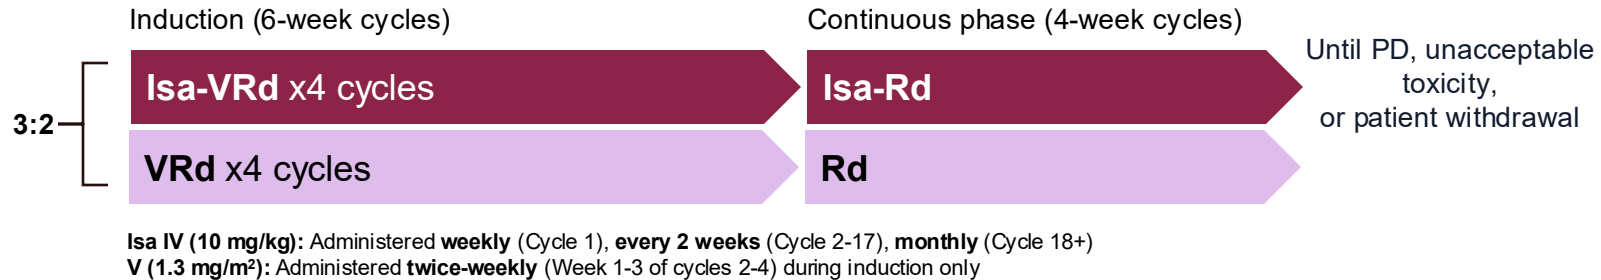 Induction (6-week cycles)
Continuous phase (4-week cycles)
3:2
Isa-VRd x4 cycles
Isa-Rd
VRd x4 cycles
Rd
Until PD, unacceptable
toxicity,
or patient withdrawal
Isa IV (10 mg/kg): Administered weekly (Cycle 1), every 2 weeks (Cycle 2-17), monthly (Cycle 18+)
V (1.3 mg/m²): Administered twice-weekly (Week 1-3 of cycles 2-4) during induction only